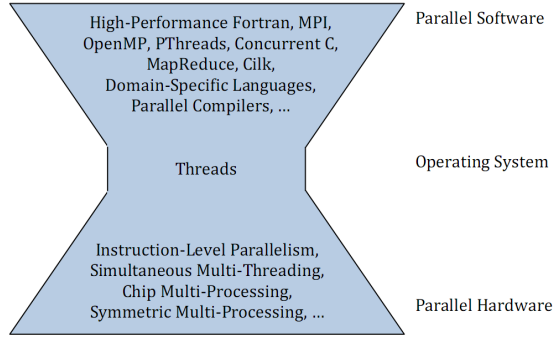 High-Performance Fortran, MPI,
OpenMP, PThreads, Concurrent C,
MapReduce, Cilk,
Domain-Specific Languages,
Parallel Compilers, …
Parallel Software
Threads
Operating System
Instruction-Level Parallelism,
Simultaneous Multi-Threading,
Chip Multi-Processing,
Symmetric Multi-Processing, …
Parallel Hardware